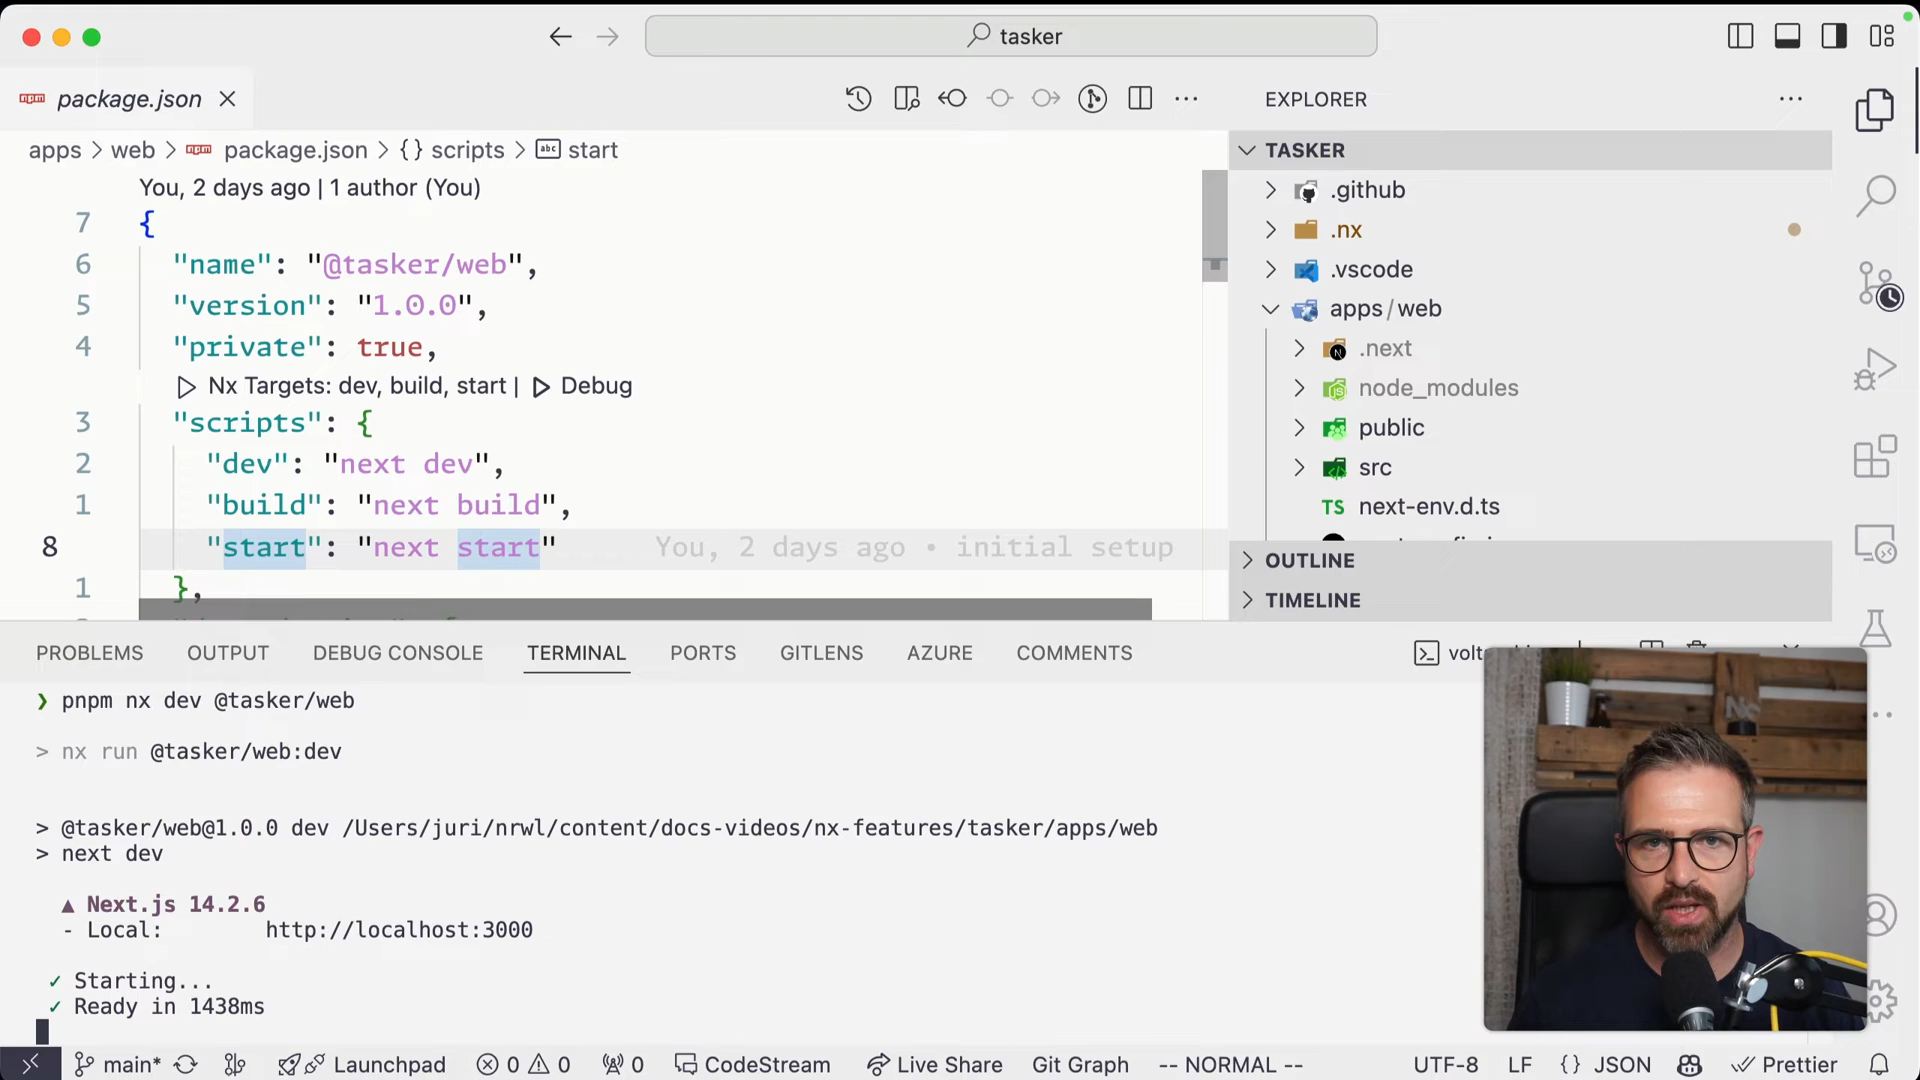 tasker
package.json
EXPLORER
apps > web > package.json > {} scripts > abc start
TASKER
You, 2 days ago | 1 author (You)
7 {
6 "name": "@tasker/web",
5 "version": "1.0.0",
4 "private": true,
Nx Targets: dev, build, start | Debug
3 "scripts": {
2 "dev": "next dev",
1 "build": "next build",
8 "start": "next start" You, 2 days ago • initial setup
1 },
.github
.nx
.vscode
apps/web
.next
node_modules
public
src
TS next-env.d.ts
OUTLINE
TIMELINE
PROBLEMS OUTPUT DEBUG CONSOLE TERMINAL PORTS GITLENS AZURE COMMENTS
❯ pnpm nx dev @tasker/web
> nx run @tasker/web:dev
> @tasker/web@1.0.0 dev /Users/juri/nrwl/content/docs-videos/nx-features/tasker/apps/web
> next dev
▲ Next.js 14.2.6
- Local: http://localhost:3000
✓ Starting...
✓ Ready in 1438ms
main* Launchpad 0 0 0 CodeStream Live Share Git Graph -- NORMAL -- UTF-8 LF {} JSON Prettier